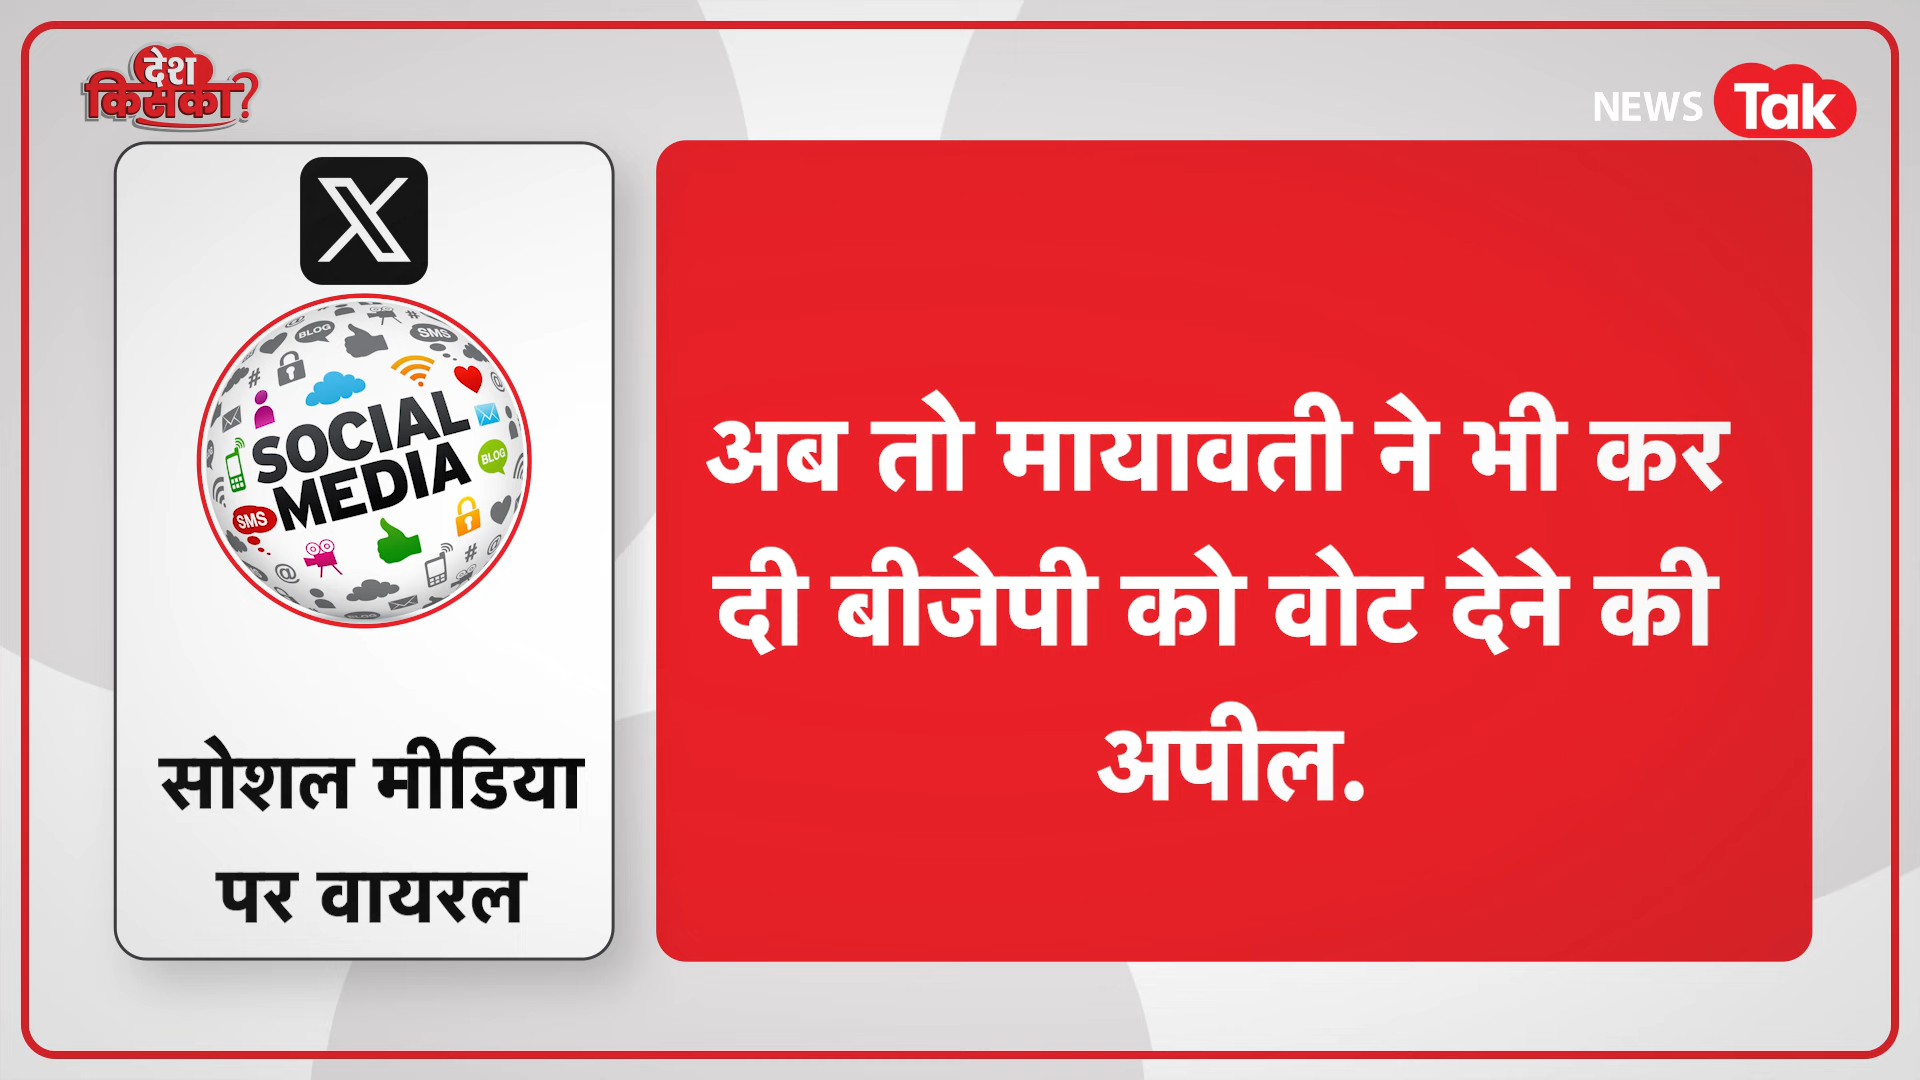 देश
किसका?
NEWS Tak
X
BLOG
SMS
SOCIAL
MEDIA
BLOG
SMS
सोशल मीडिया
पर वायरल
अब तो मायावती ने भी कर
दी बीजेपी को वोट देने की
अपील.